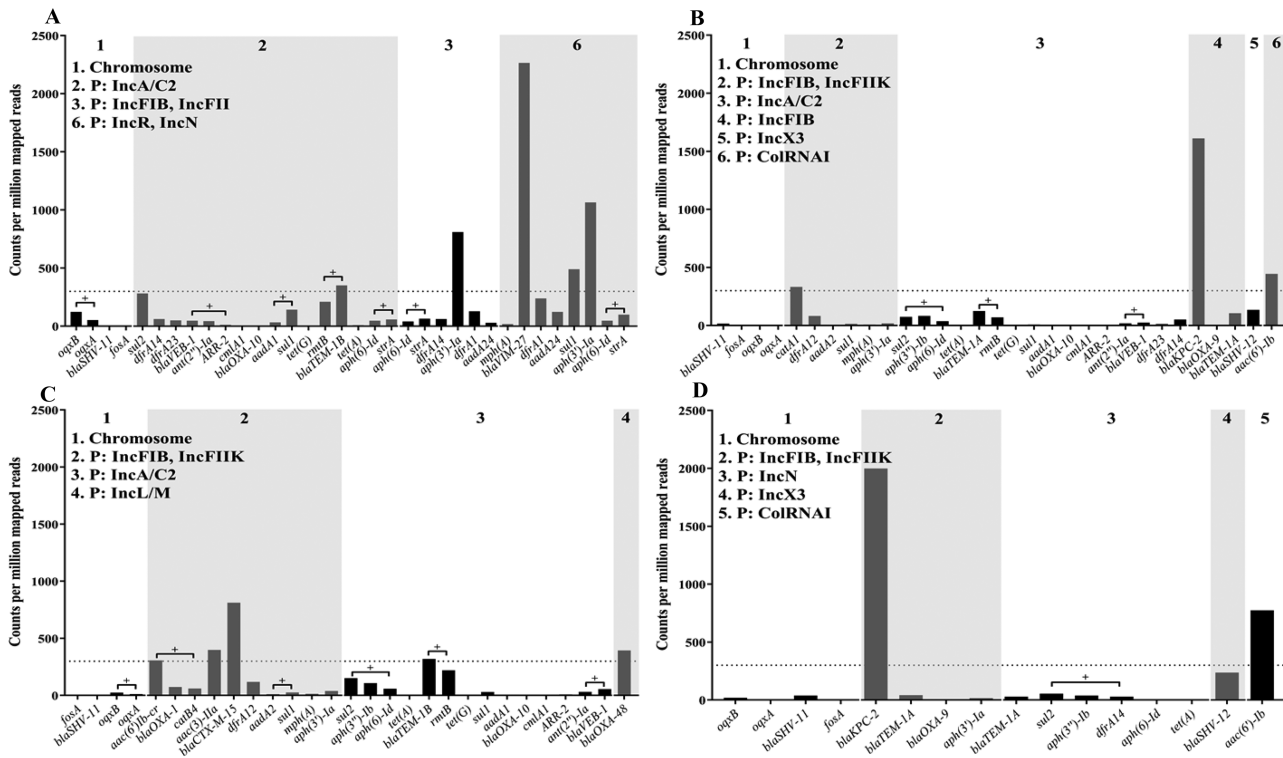 A
Counts per million mapped reads
2500
2000
1500
1000
500
0
1
2
3
6
1. Chromosome
2. P: IncA/C2
3. P: IncFIB, IncFII
6. P: IncR, IncN
+
+
+
+
+
+
+
oqxB
oqxA
blaSHV-11
fosA
sul2
dfrA14
dfrA23
blaVEB-1
ant(2'')-Ia
ARR-2
cmlA1
blaOXA-10
aadA1
sul1
tet(G)
rmtB
blaTEM-1B
tet(A)
aph(6)-Id
strA
aph(6)-Id
strA
dfrA14
aph(3')-Ia
dfrA1
aadA24
mph(A)
blaVIM-27
dfrA1
aadA24
sul1
aph(3')-Ia
aph(6)-Id
strA
B
Counts per million mapped reads
2500
2000
1500
1000
500
0
1
2
3
4
5
6
1. Chromosome
2. P: IncFIB, IncFIIK
3. P: IncA/C2
4. P: IncFIB
5. P: IncX3
6. P: ColRNAI
+
+
+
blaSHV-11
fosA
oqxB
oqxA
catA1
dfrA12
aadA2
sul1
mph(A)
aph(3')-Ia
sul2
aph(3'')-Ib
aph(6)-Id
tet(A)
blaTEM-1A
rmtB
tet(G)
sul1
aadA1
blaOXA-10
cmlA1
ARR-2
ant(2'')-Ia
blaVEB-1
dfrA23
dfrA14
blaKPC-2
blaOXA-9
blaTEM-1A
blaSHV-12
aac(6')-Ib
C
Counts per million mapped reads
2500
2000
1500
1000
500
0
1
2
3
4
1. Chromosome
2. P: IncFIB, IncFIIK
3. P: IncA/C2
4. P: IncL/M
+
+
+
+
+
+
fosA
blaSHV-11
oqxB
oqxA
aac(6')Ib-cr
blaOXA-1
catB4
aac(3)-IIa
blaCTX-M-15
dfrA12
aadA2
sul1
mph(A)
aph(3')-Ia
sul2
aph(3'')-Ib
aph(6)-Id
tet(A)
blaTEM-1B
rmtB
tet(G)
sul1
aadA1
blaOXA-10
cmlA1
ARR-2
ant(2'')-Ia
blaVEB-1
blaOXA-48
D
Counts per million mapped reads
2500
2000
1500
1000
500
0
1
2
3
4
5
1. Chromosome
2. P: IncFIB, IncFIIK
3. P: IncN
4. P: IncX3
5. P: ColRNAI
+
oqxB
oqxA
blaSHV-11
fosA
blaKPC-2
blaTEM-1A
blaOXA-9
aph(3')-Ia
blaTEM-1A
sul2
aph(3'')-Ib
dfrA14
aph(6)-Id
tet(A)
blaSHV-12
aac(6')-Ib